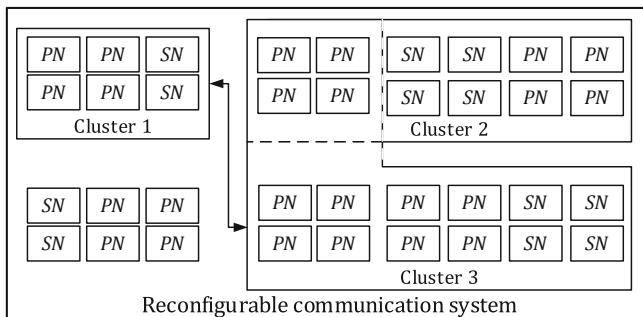 PN PN SN
PN PN SN
Cluster 1
PN PN SN SN PN PN
PN PN SN SN PN PN
Cluster 2
SN PN PN
SN PN PN
PN PN PN PN SN SN
PN PN PN PN SN SN
Cluster 3
Reconfigurable communication system